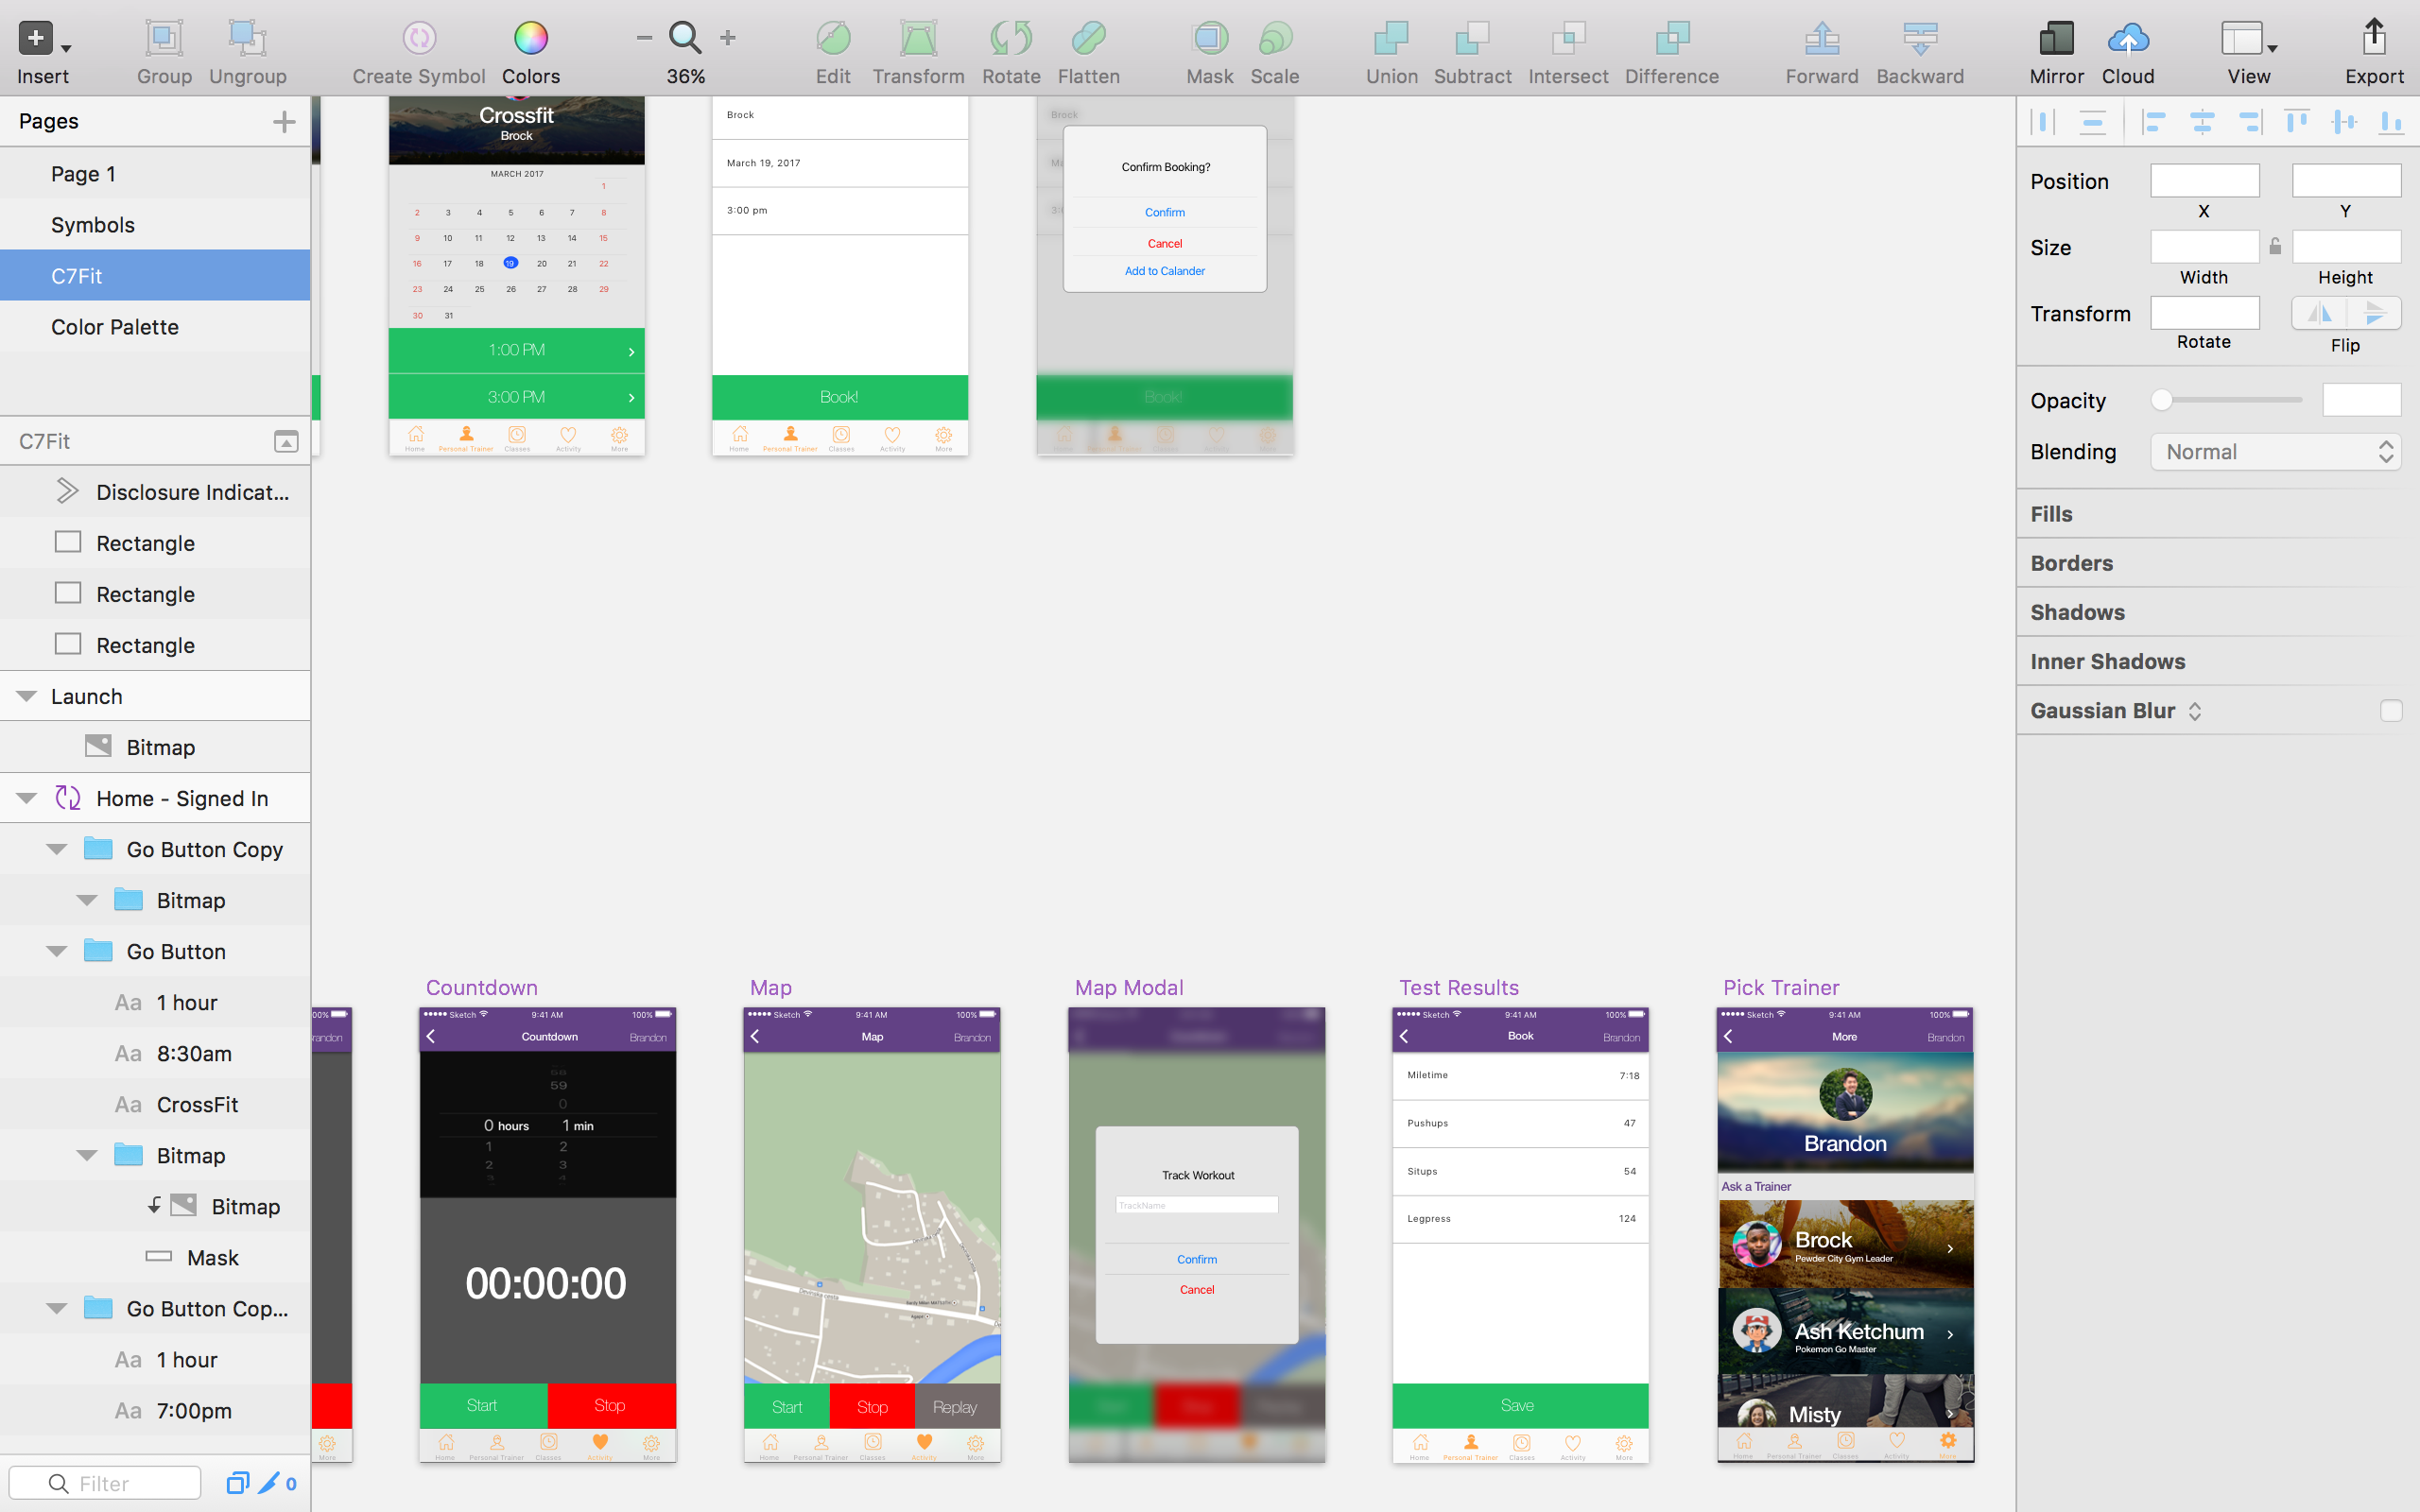 Insert Group Ungroup Create Symbol Colors 36% Edit Transform Rotate Flatten Mask Scale Union Subtract Intersect Difference Forward Backward Mirror Cloud View Export
Pages
Page 1
Symbols
C7Fit
Color Palette
C7Fit
Disclosure Indicat...
Rectangle
Rectangle
Rectangle
Launch
Bitmap
Home - Signed In
Go Button Copy
Bitmap
Go Button
Aa 1 hour
Aa 8:30am
Aa CrossFit
Bitmap
Bitmap
Mask
Go Button Cop...
Aa 1 hour
Aa 7:00pm
Filter
0
Crossfit
Brock
MARCH 2017
1
2 3 4 5 6 7 8
9 10 11 12 13 14 15
16 17 18 19 20 21 22
23 24 25 26 27 28 29
30 31
1:00 PM
3:00 PM
Home Personal Trainer Classes Activity More
Brock
March 19, 2017
3:00 pm
Book!
Home Personal Trainer Classes Activity More
Brock
Confirm Booking?
Confirm
Cancel
Add to Calander
Book!
More
Countdown
Sketch 9:41 AM 100%
Countdown Brandon
59
0
0 hours 1 min
1 2
2 3
3 4
00:00:00
Start Stop
Home Personal Trainer Classes Activity More
Map
Sketch 9:41 AM 100%
Map Brandon
Start Stop Replay
Home Personal Trainer Classes Activity More
Map Modal
Track Workout
TrackName
Confirm
Cancel
Test Results
Sketch 9:41 AM 100%
Book Brandon
Miletime 7:18
Pushups 47
Situps 54
Legpress 124
Save
Home Personal Trainer Classes Activity More
Pick Trainer
Sketch 9:41 AM 100%
More Brandon
Brandon
Ask a Trainer
Brock
Pewder City Gym Leader
Ash Ketchum
Pokemon Go Master
Misty
Home Personal Trainer Classes Activity More
Position
X Y
Size
Width Height
Transform
Rotate Flip
Opacity
Blending Normal
Fills
Borders
Shadows
Inner Shadows
Gaussian Blur